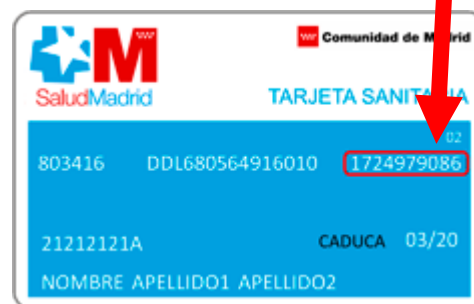 Comunidad de Madrid
SaludMadrid
TARJETA SANITARIA
02
803416 DDL680564916010 1724979086
21212121A CADUCA 03/20
NOMBRE APELLIDO1 APELLIDO2